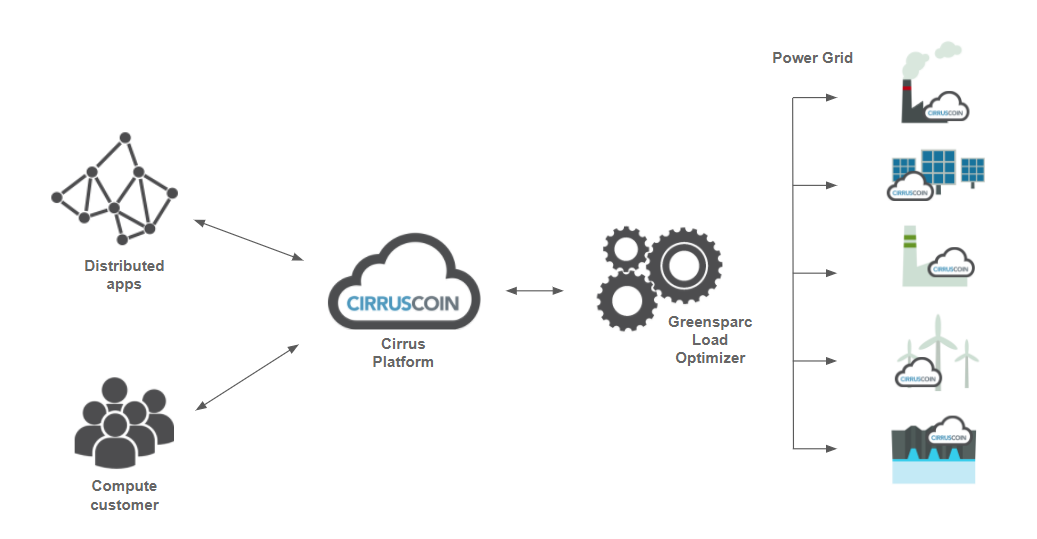 Power Grid
CIRRUSCOIN
CIRRUSCOIN
Distributed
apps
CIRRUSCOIN
CIRRUSCOIN
Cirrus
Platform
Greensparc
Load
Optimizer
CIRRUSCOIN
CIRRUSCOIN
Compute
customer